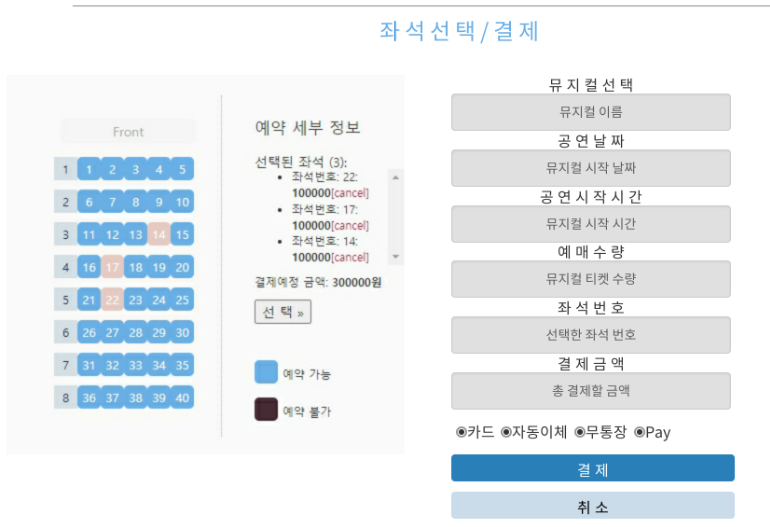 좌석선택/결제
Front
1 1 2 3 4 5
2 6 7 8 9 10
3 11 12 13 14 15
4 16 17 18 19 20
5 21 22 23 24 25
6 26 27 28 29 30
7 31 32 33 34 35
8 36 37 38 39 40
예약 세부 정보
선택된 좌석 (3):
• 좌석번호: 22:
100000[cancel]
• 좌석번호: 17:
100000[cancel]
• 좌석번호: 14:
100000[cancel]
결제예정 금액: 300000원
선 택 »
예약 가능
예약 불가
뮤지컬선택
뮤지컬 이름
공연날짜
뮤지컬 시작 날짜
공연시작시간
뮤지컬 시작 시간
예매수량
뮤지컬 티켓 수량
좌석번호
선택한 좌석 번호
결제금액
총 결제할 금액
◉카드 ◉자동이체 ◉무통장 ◉Pay
결제
취소